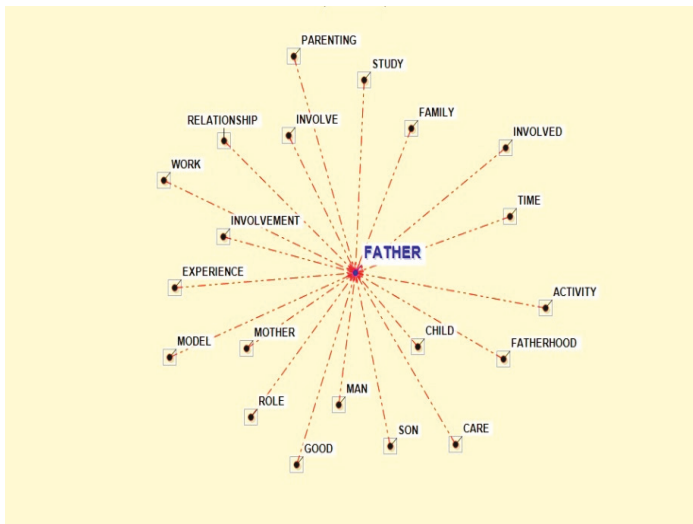 PARENTING
STUDY
FAMILY
RELATIONSHIP
INVOLVE
INVOLVED
WORK
TIME
INVOLVEMENT
FATHER
EXPERIENCE
ACTIVITY
MODEL
MOTHER
CHILD
FATHERHOOD
MAN
ROLE
SON
CARE
GOOD